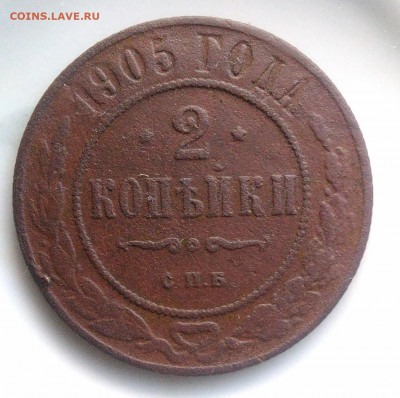 COINS.LAVE.RU
1905 ГОДА
2
КОПѢЙКИ
С.П.Б.